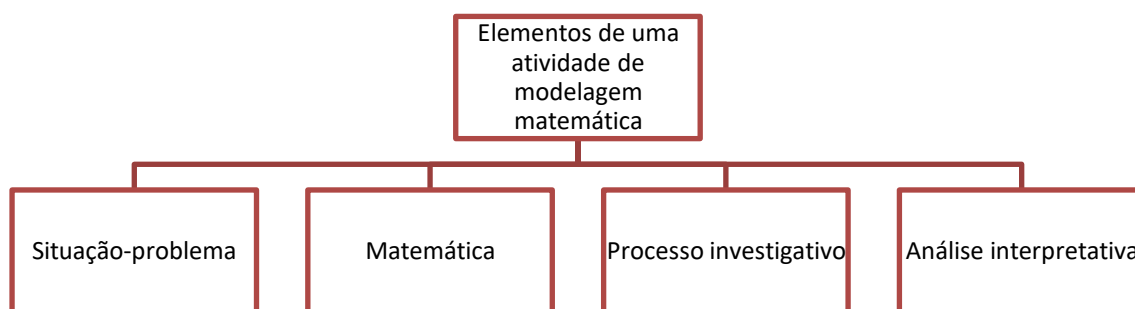 Elementos de uma
atividade de
modelagem
matemática
Situação-problema
Matemática
Processo investigativo
Análise interpretativa